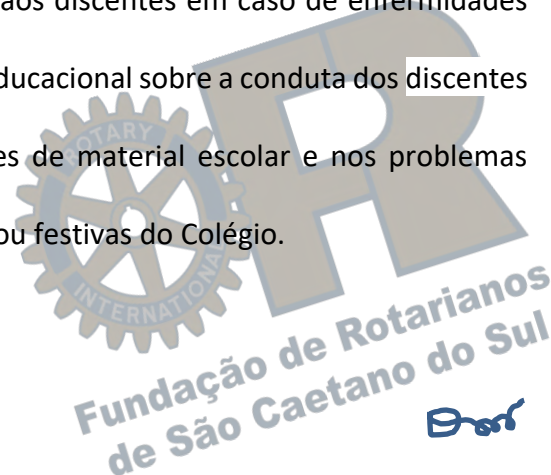 aos discentes em caso de enfermidades
ducacional sobre a conduta dos discentes
es de material escolar e nos problemas
ou festivas do Colégio.
ROTARY
INTERNATIONAL
Fundação de Rotarianos
de São Caetano do Sul